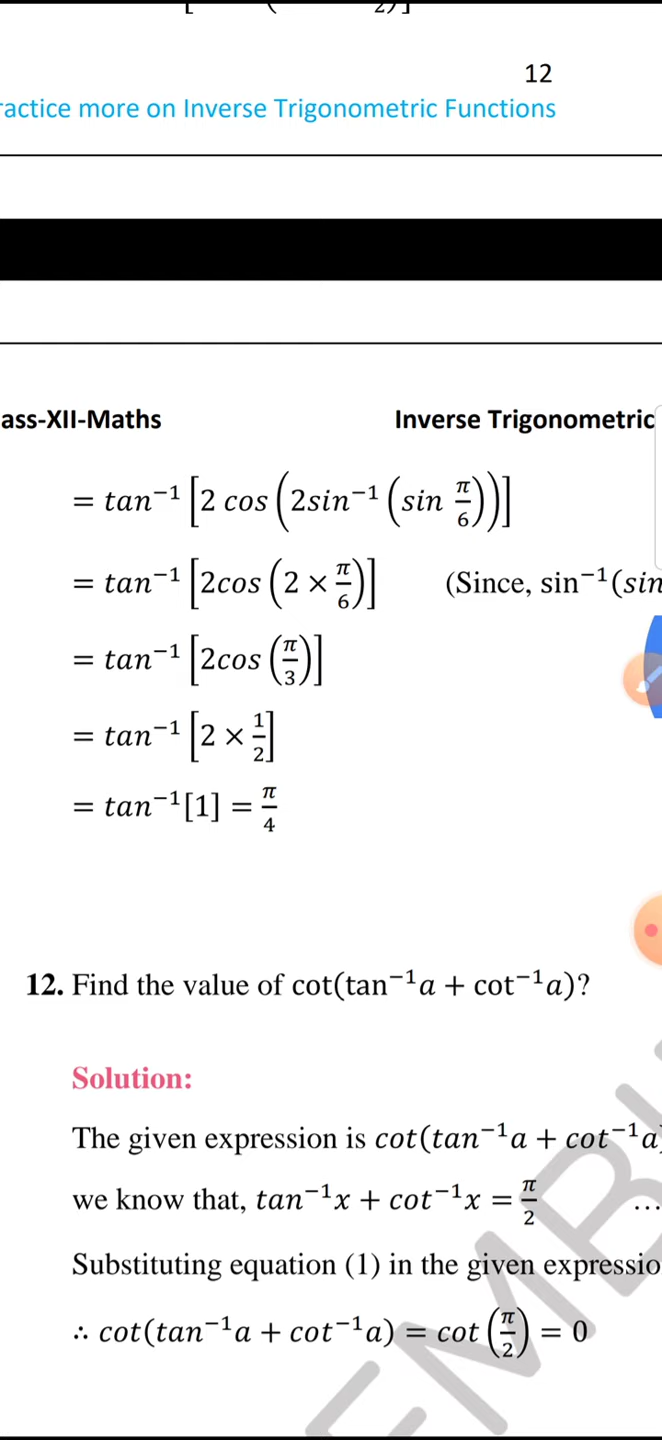 12
ractice more on Inverse Trigonometric Functions
ass-XII-Maths Inverse Trigonometric
= tan⁻¹ [2 cos (2sin⁻¹ (sin π/6))]
= tan⁻¹ [2cos (2 × π/6)] (Since, sin⁻¹(sin
= tan⁻¹ [2cos (π/3)]
= tan⁻¹ [2 × 1/2]
= tan⁻¹[1] = π/4
12. Find the value of cot(tan⁻¹a + cot⁻¹a)?
Solution:
The given expression is cot(tan⁻¹a + cot⁻¹a)
we know that, tan⁻¹x + cot⁻¹x = π/2 ...
Substituting equation (1) in the given expressio
∴ cot(tan⁻¹a + cot⁻¹a) = cot (π/2) = 0